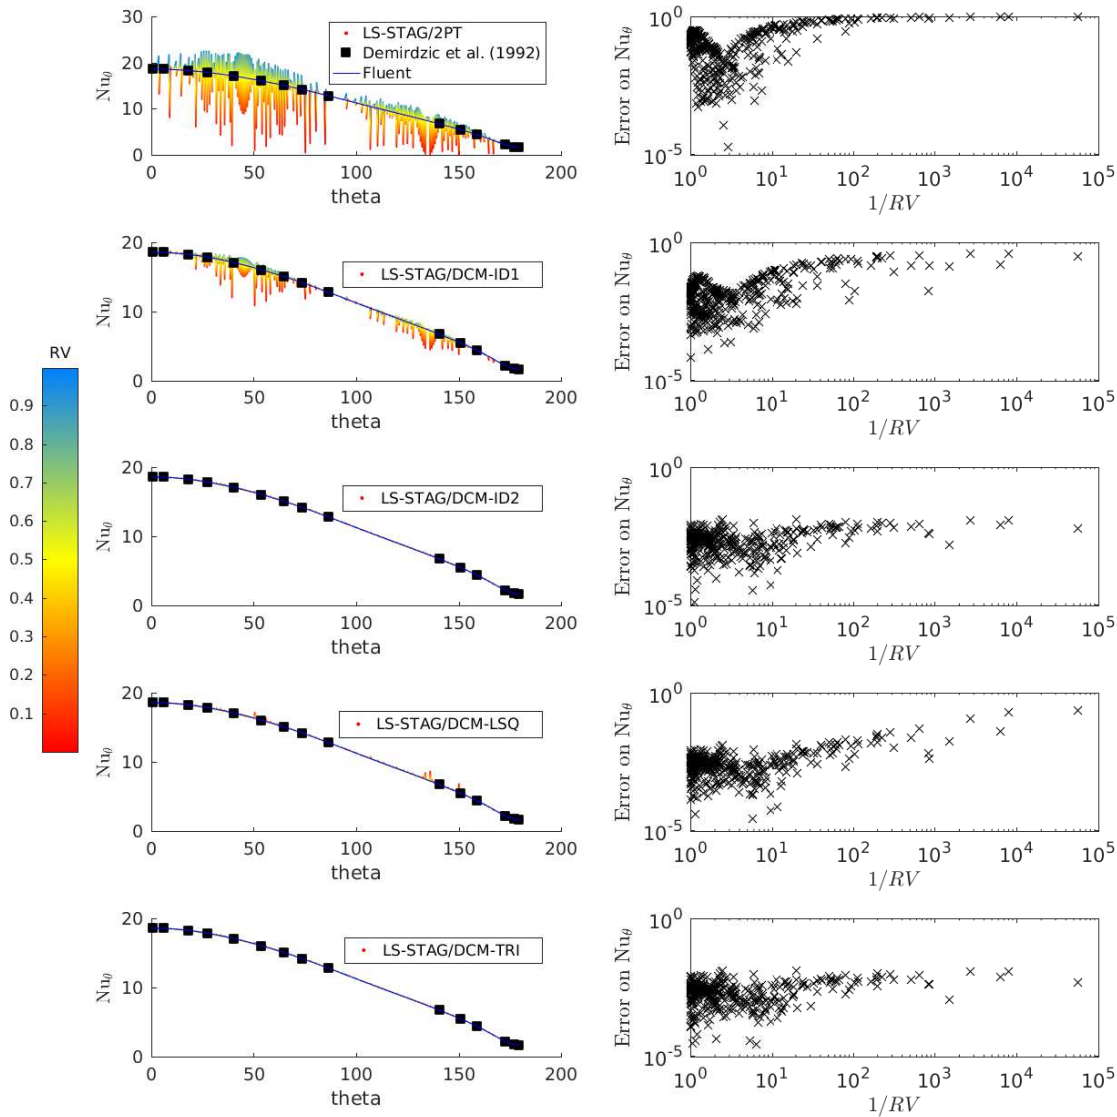 30
20
10
0
Nu_θ
LS-STAG/2PT
Demirdzic et al. (1992)
Fluent
0 50 100 150 200
theta
10^0
10^-5
Error on Nu_θ
10^0 10^1 10^2 10^3 10^4 10^5
1/RV
20
10
0
Nu_θ
LS-STAG/DCM-ID1
0 50 100 150 200
theta
10^0
10^-5
Error on Nu_θ
10^0 10^1 10^2 10^3 10^4 10^5
1/RV
RV
0.9
0.8
0.7
0.6
0.5
0.4
0.3
0.2
0.1
20
10
0
Nu_θ
LS-STAG/DCM-ID2
0 50 100 150 200
theta
10^0
10^-5
Error on Nu_θ
10^0 10^1 10^2 10^3 10^4 10^5
1/RV
20
10
0
Nu_θ
LS-STAG/DCM-LSQ
0 50 100 150 200
theta
10^0
10^-5
Error on Nu_θ
10^0 10^1 10^2 10^3 10^4 10^5
1/RV
20
10
0
Nu_θ
LS-STAG/DCM-TRI
0 50 100 150 200
theta
10^0
10^-5
Error on Nu_θ
10^0 10^1 10^2 10^3 10^4 10^5
1/RV